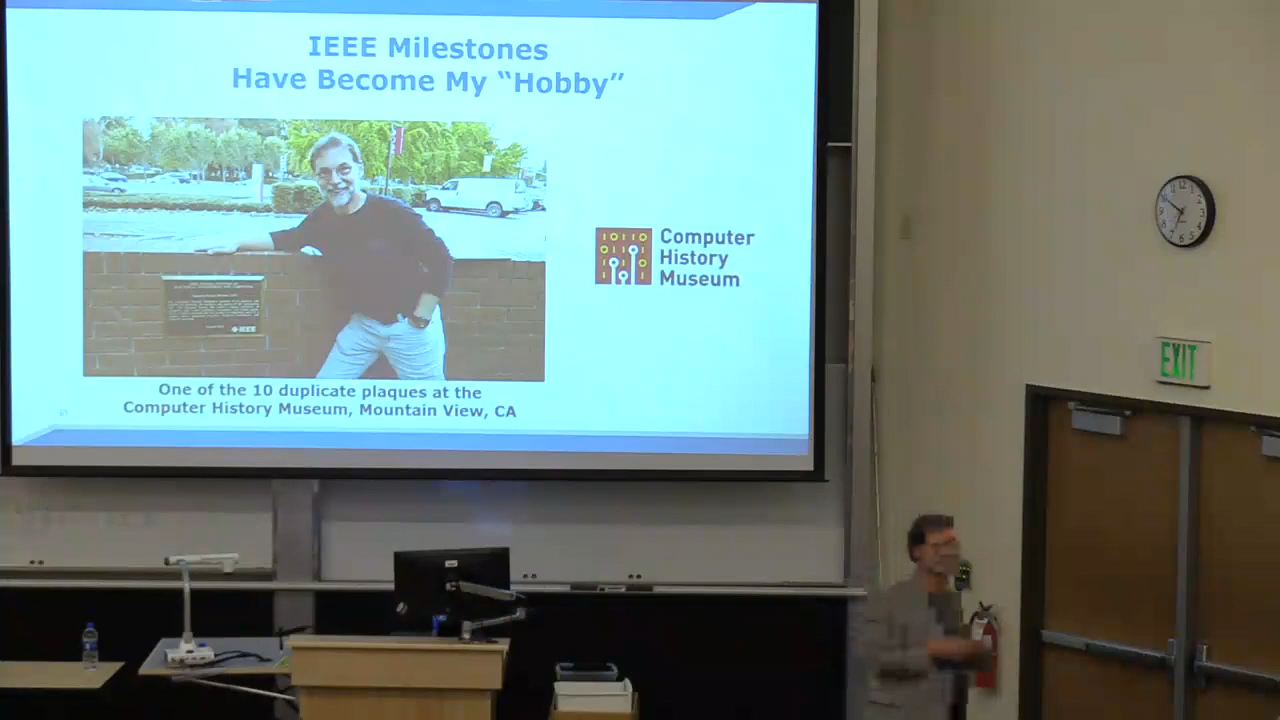 IEEE Milestones
Have Become My “Hobby”
Computer
History
Museum
IEEE
One of the 10 duplicate plaques at the
Computer History Museum, Mountain View, CA
EXIT